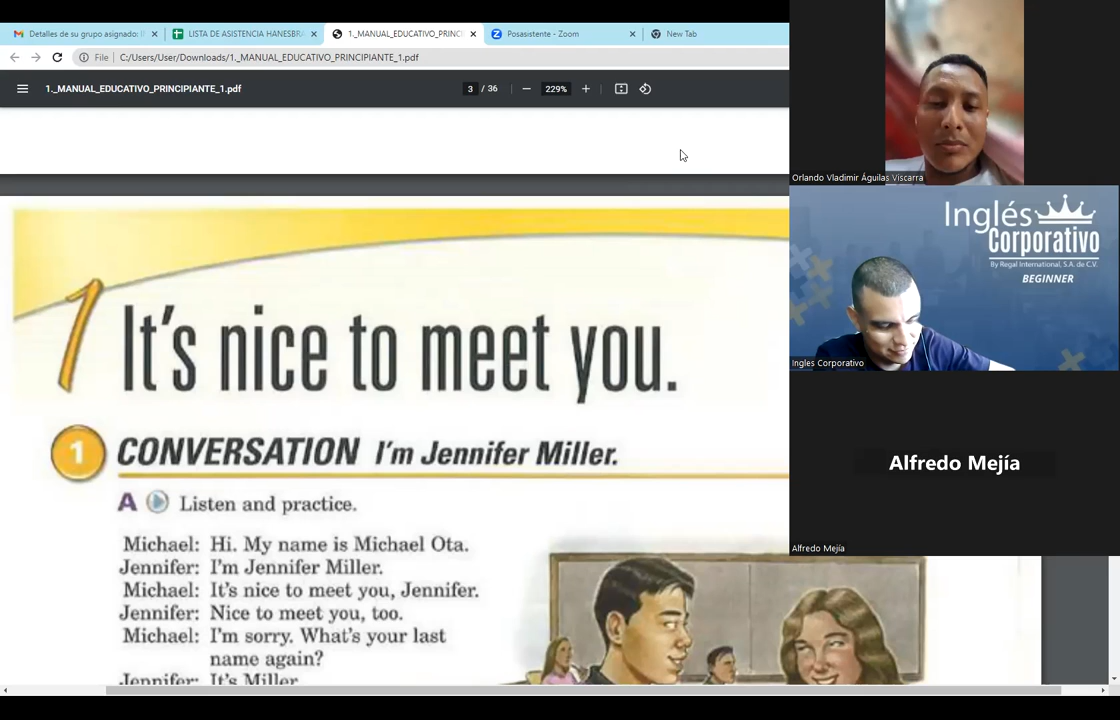 Detalles de su grupo asignado: I
LISTA DE ASISTENCIA HANESBRA
1._MANUAL_EDUCATIVO_PRINCI
Posasistente - Zoom
New Tab
File
C:/Users/User/Downloads/1._MANUAL_EDUCATIVO_PRINCIPIANTE_1.pdf
1._MANUAL_EDUCATIVO_PRINCIPIANTE_1.pdf
3 / 36
229%
1 It's nice to meet you.
1 CONVERSATION I'm Jennifer Miller.
A Listen and practice.
Michael: Hi. My name is Michael Ota.
Jennifer: I'm Jennifer Miller.
Michael: It's nice to meet you, Jennifer.
Jennifer: Nice to meet you, too.
Michael: I'm sorry. What's your last
name again?
Jennifer: It's Miller
Orlando Vladimir Águilas Viscarra
Inglés
Corporativo
By Regal International, S.A. de C.V.
BEGINNER
Ingles Corporativo
Alfredo Mejía
Alfredo Mejía